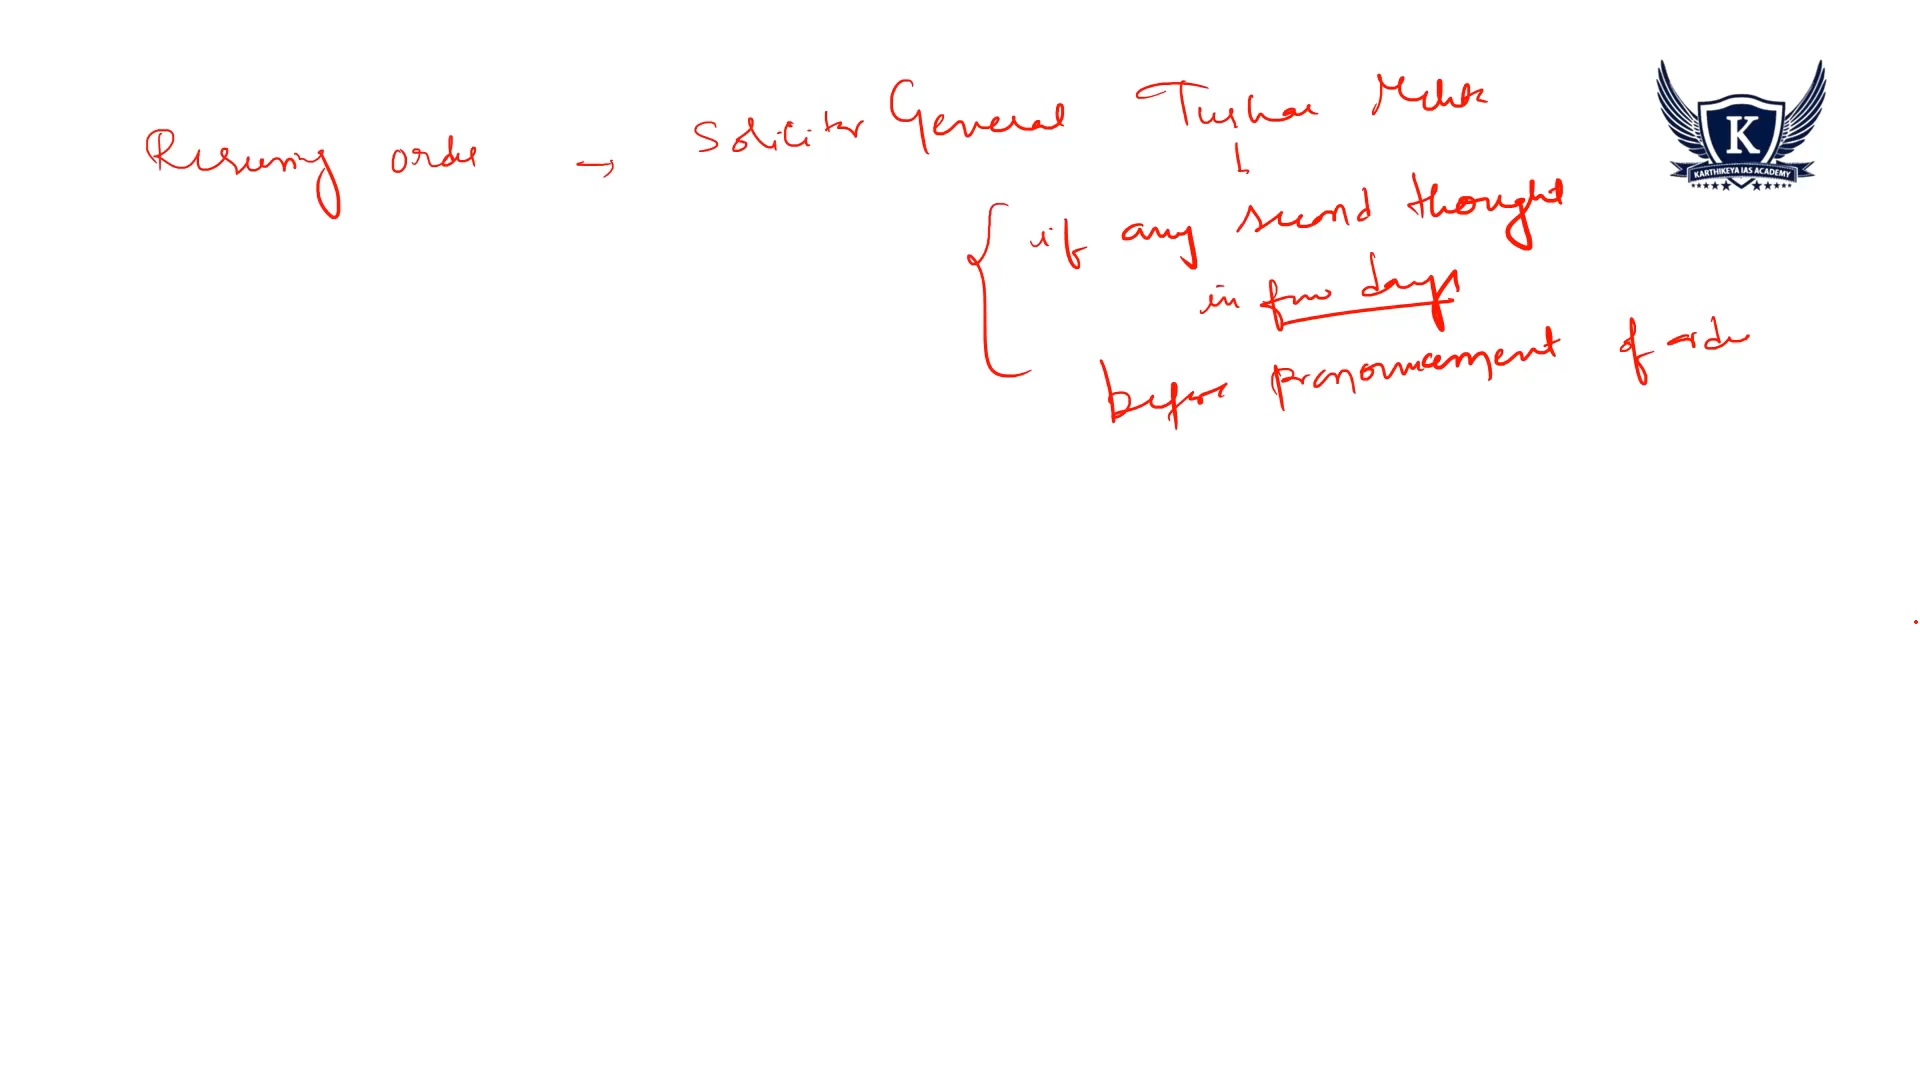 Reserving order → Solicitor General Tushar Mehta
{ if any second thought
in few days
before pronouncement of order
K
KARTHIKEYA IAS ACADEMY